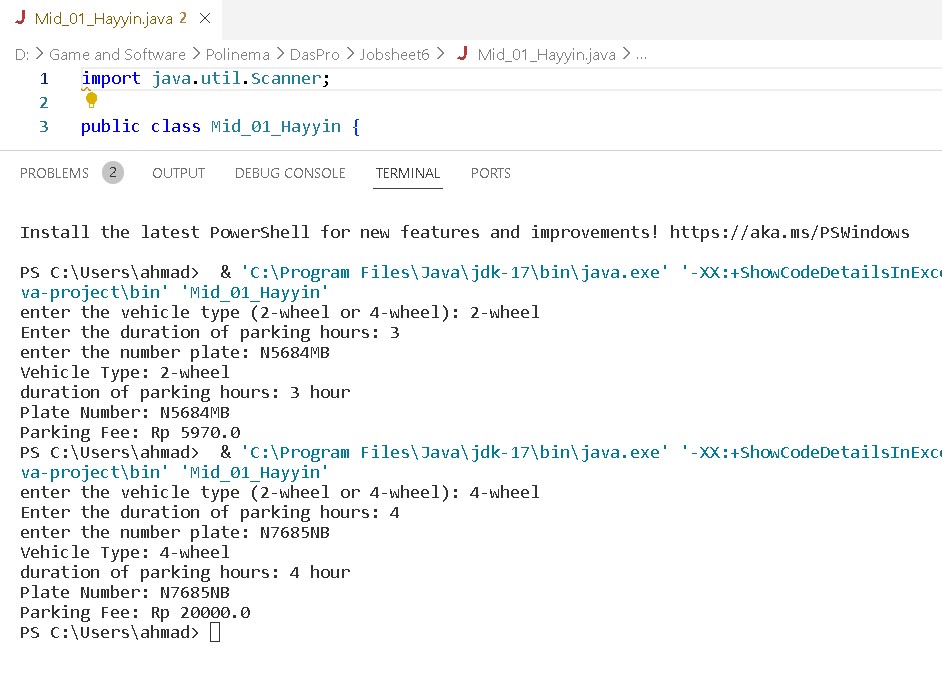 Mid_01_Hayyin.java 2
D: > Game and Software > Polinema > DasPro > Jobsheet6 > Mid_01_Hayyin.java > ...
1 import java.util.Scanner;
2
3 public class Mid_01_Hayyin {
PROBLEMS 2 OUTPUT DEBUG CONSOLE TERMINAL PORTS
Install the latest PowerShell for new features and improvements! https://aka.ms/PSWindows
PS C:\Users\ahmad>  & 'C:\Program Files\Java\jdk-17\bin\java.exe' '-XX:+ShowCodeDetailsInExc
va-project\bin' 'Mid_01_Hayyin'
enter the vehicle type (2-wheel or 4-wheel): 2-wheel
Enter the duration of parking hours: 3
enter the number plate: N5684MB
Vehicle Type: 2-wheel
duration of parking hours: 3 hour
Plate Number: N5684MB
Parking Fee: Rp 5970.0
PS C:\Users\ahmad>  & 'C:\Program Files\Java\jdk-17\bin\java.exe' '-XX:+ShowCodeDetailsInExc
va-project\bin' 'Mid_01_Hayyin'
enter the vehicle type (2-wheel or 4-wheel): 4-wheel
Enter the duration of parking hours: 4
enter the number plate: N7685NB
Vehicle Type: 4-wheel
duration of parking hours: 4 hour
Plate Number: N7685NB
Parking Fee: Rp 20000.0
PS C:\Users\ahmad>